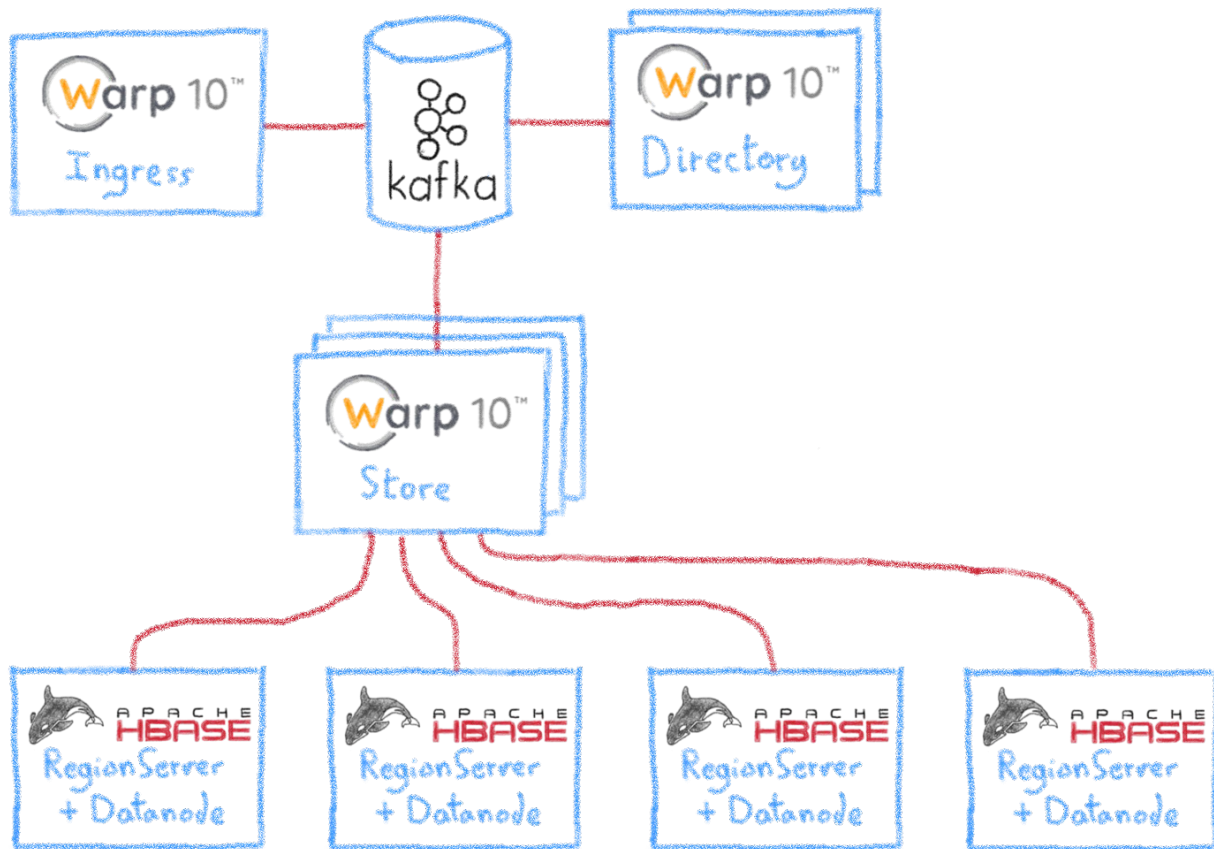 Warp 10™
Ingress
kafka
Warp 10™
Directory
Warp 10™
Store
APACHE
HBASE
RegionServer
+ Datanode
APACHE
HBASE
RegionServer
+ Datanode
APACHE
HBASE
RegionServer
+ Datanode
APACHE
HBASE
RegionServer
+ Datanode